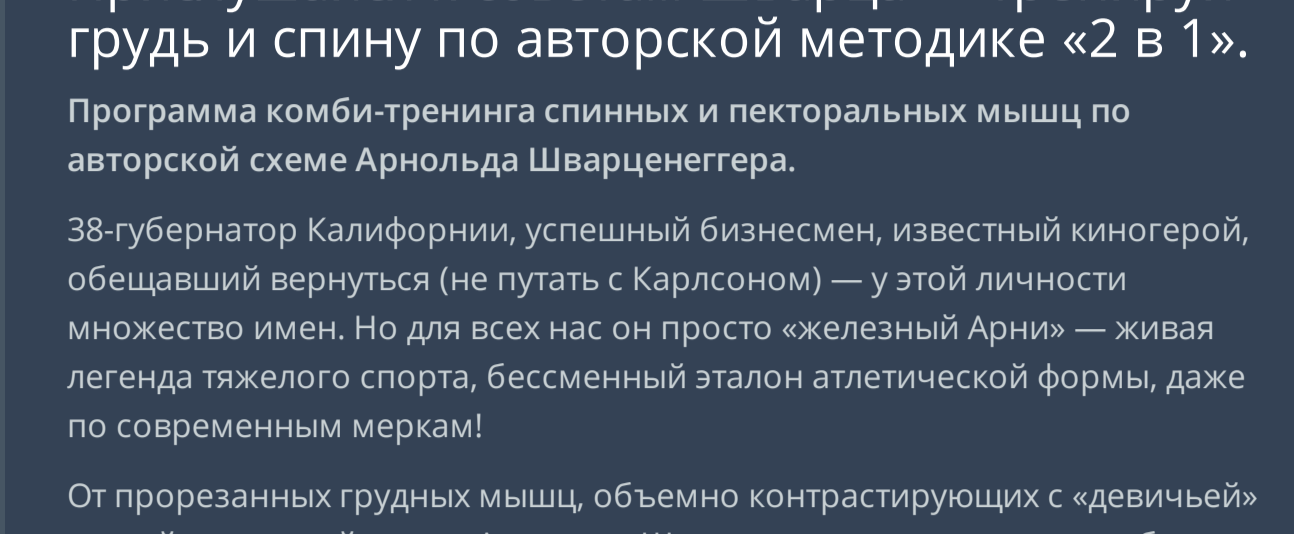 грудь и спину по авторской методике «2 в 1».
Программа комби-тренинга спинных и пекторальных мышц по
авторской схеме Арнольда Шварценеггера.
38-губернатор Калифорнии, успешный бизнесмен, известный киногерой,
обещавший вернуться (не путать с Карлсоном) — у этой личности
множество имен. Но для всех нас он просто «железный Арни» — живая
легенда тяжелого спорта, бессменный эталон атлетической формы, даже
по современным меркам!
От прорезанных грудных мышц, объемно контрастирующих с «девичьей»